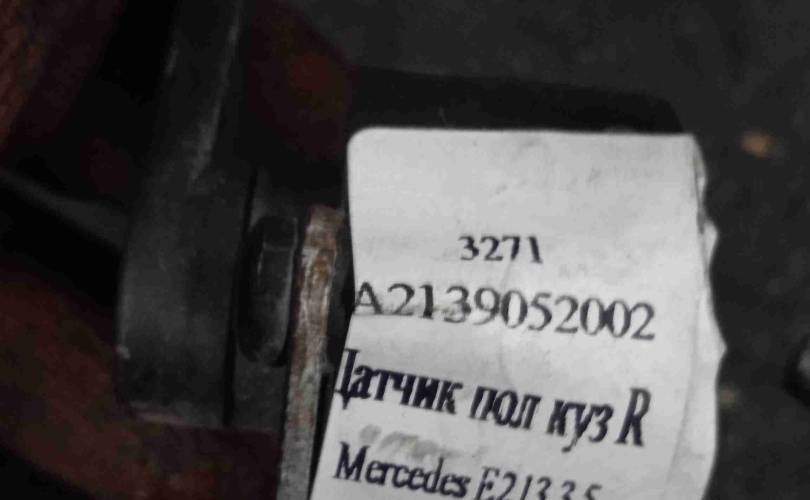 3271
A2139052002
Датчик пол куз R
Mercedes E213 3.5